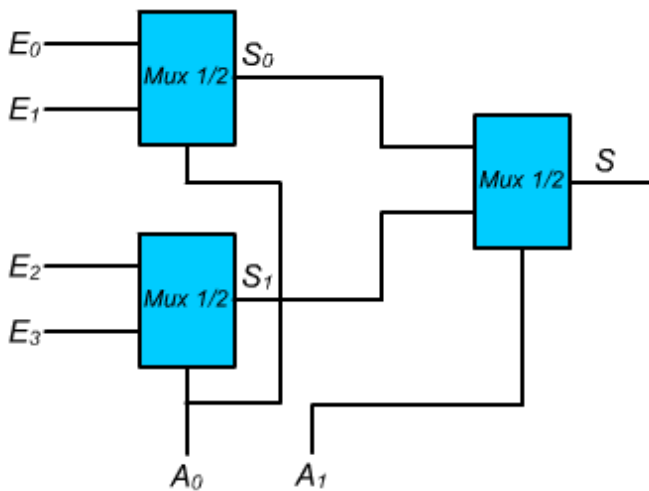 E₀
Mux 1/2
S₀
E₁
Mux 1/2
S
E₂
Mux 1/2
S₁
E₃
A₀
A₁